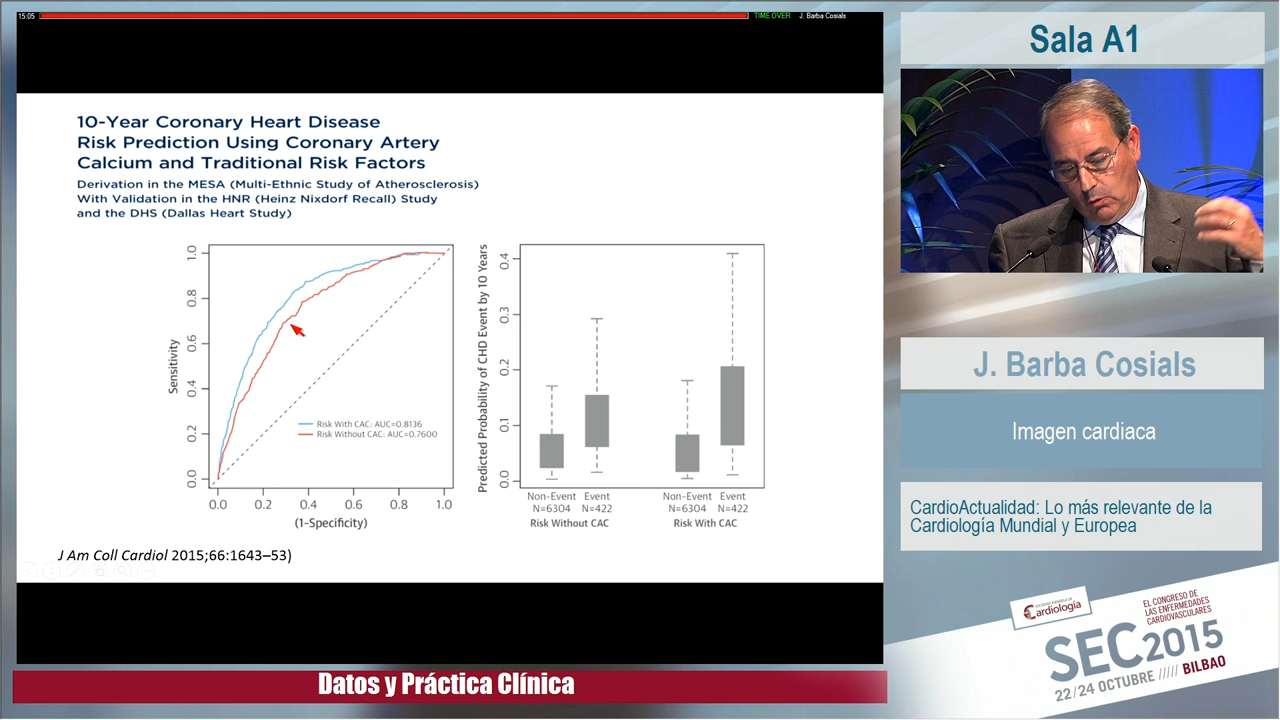 15:05 TIME OVER J. Barba Cosials
10-Year Coronary Heart Disease
Risk Prediction Using Coronary Artery
Calcium and Traditional Risk Factors
Derivation in the MESA (Multi-Ethnic Study of Atherosclerosis)
With Validation in the HNR (Heinz Nixdorf Recall) Study
and the DHS (Dallas Heart Study)
Sensitivity
1.0
0.8
0.6
0.4
0.2
0.0
Risk With CAC: AUC=0.8136
Risk Without CAC: AUC=0.7600
0.0 0.2 0.4 0.6 0.8 1.0
(1-Specificity)
Predicted Probability of CHD Event by 10 Years
0.4
0.3
0.2
0.1
0.0
Non-Event Event Non-Event Event
N=6304 N=422 N=6304 N=422
Risk Without CAC Risk With CAC
J Am Coll Cardiol 2015;66:1643–53)
Datos y Práctica Clínica
Sala A1
J. Barba Cosials
Imagen cardiaca
CardioActualidad: Lo más relevante de la
Cardiología Mundial y Europea
SOCIEDAD ESPAÑOLA DE
Cardiología
EL CONGRESO DE
LAS ENFERMEDADES
CARDIOVASCULARES
SEC2015
22/24 OCTUBRE ///// BILBAO